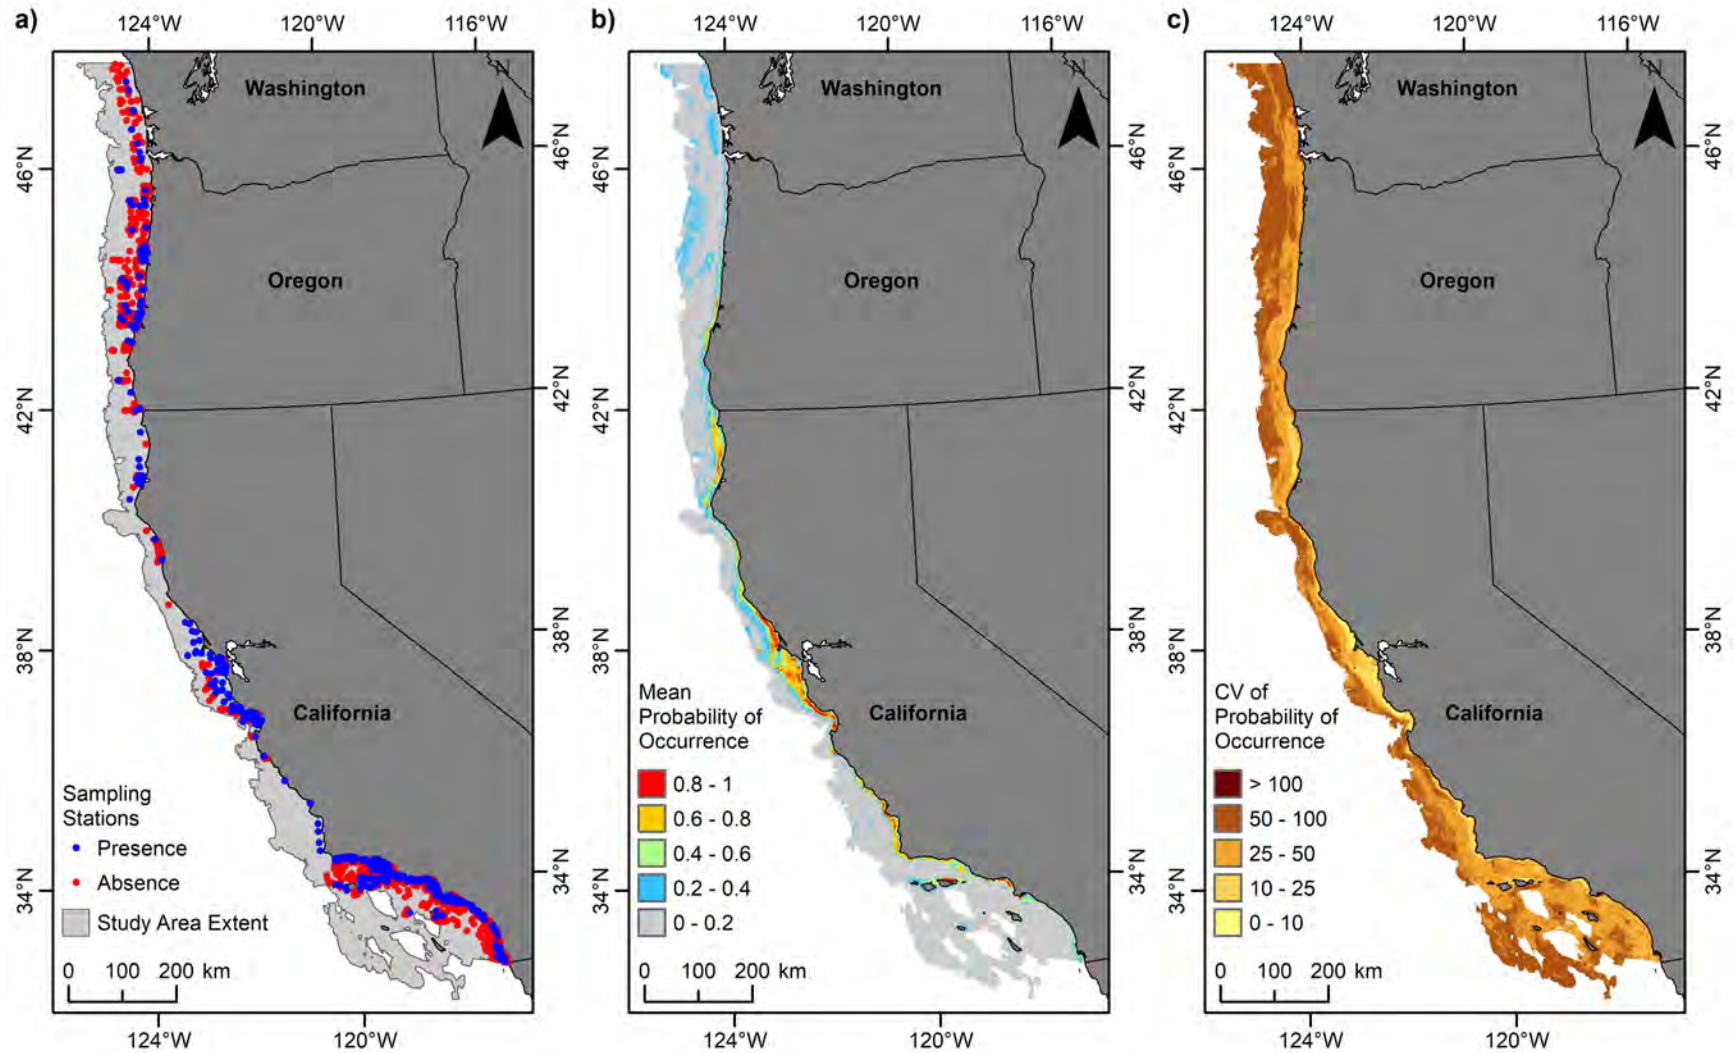 a)
124°W 120°W 116°W
46°N
42°N
38°N
34°N
46°N
42°N
38°N
34°N
Washington
Oregon
California
Sampling
Stations
Presence
Absence
Study Area Extent
0 100 200 km
124°W 120°W
b)
124°W 120°W 116°W
46°N
42°N
38°N
34°N
46°N
42°N
38°N
34°N
Washington
Oregon
California
Mean
Probability of
Occurrence
0.8 - 1
0.6 - 0.8
0.4 - 0.6
0.2 - 0.4
0 - 0.2
0 100 200 km
124°W 120°W
c)
124°W 120°W 116°W
46°N
42°N
38°N
34°N
46°N
42°N
38°N
34°N
Washington
Oregon
California
CV of
Probability of
Occurrence
> 100
50 - 100
25 - 50
10 - 25
0 - 10
0 100 200 km
124°W 120°W